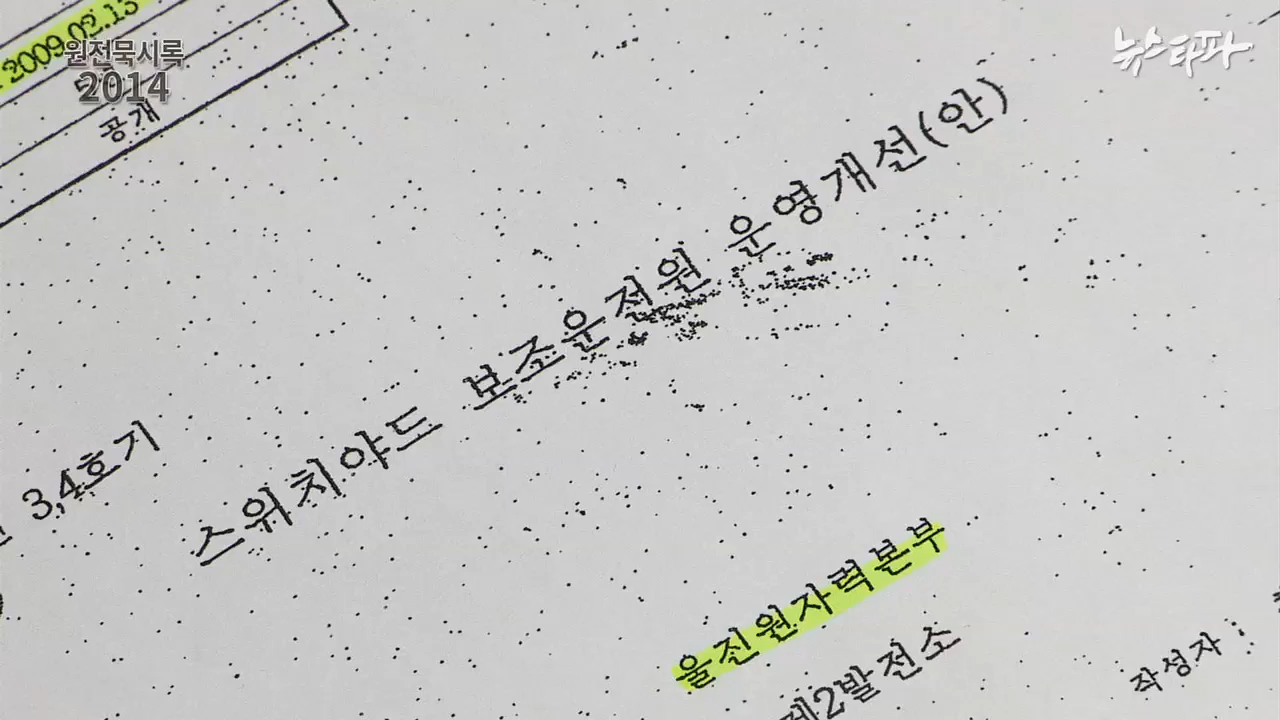 2009.02.13
원전묵시록
2014
공개
뉴스타파
3,4호기 스위치야드 보조운전원 운영개선(안)
울진원자력본부
제2발전소
작성자 :